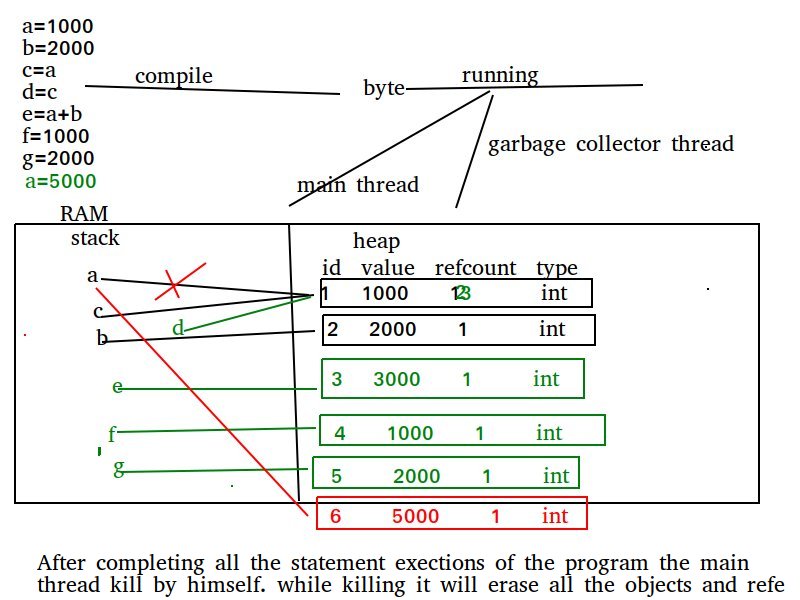 a=1000
b=2000
c=a
d=c
e=a+b
f=1000
g=2000
a=5000
compile
byte
running
garbage collector thread
main thread
RAM
stack
heap
id value refcount type
a
1 1000 123 int
c
d
b
2 2000 1 int
e
3 3000 1 int
f
4 1000 1 int
g
5 2000 1 int
6 5000 1 int
After completing all the statement exections of the program the main
thread kill by himself. while killing it will erase all the objects and refe